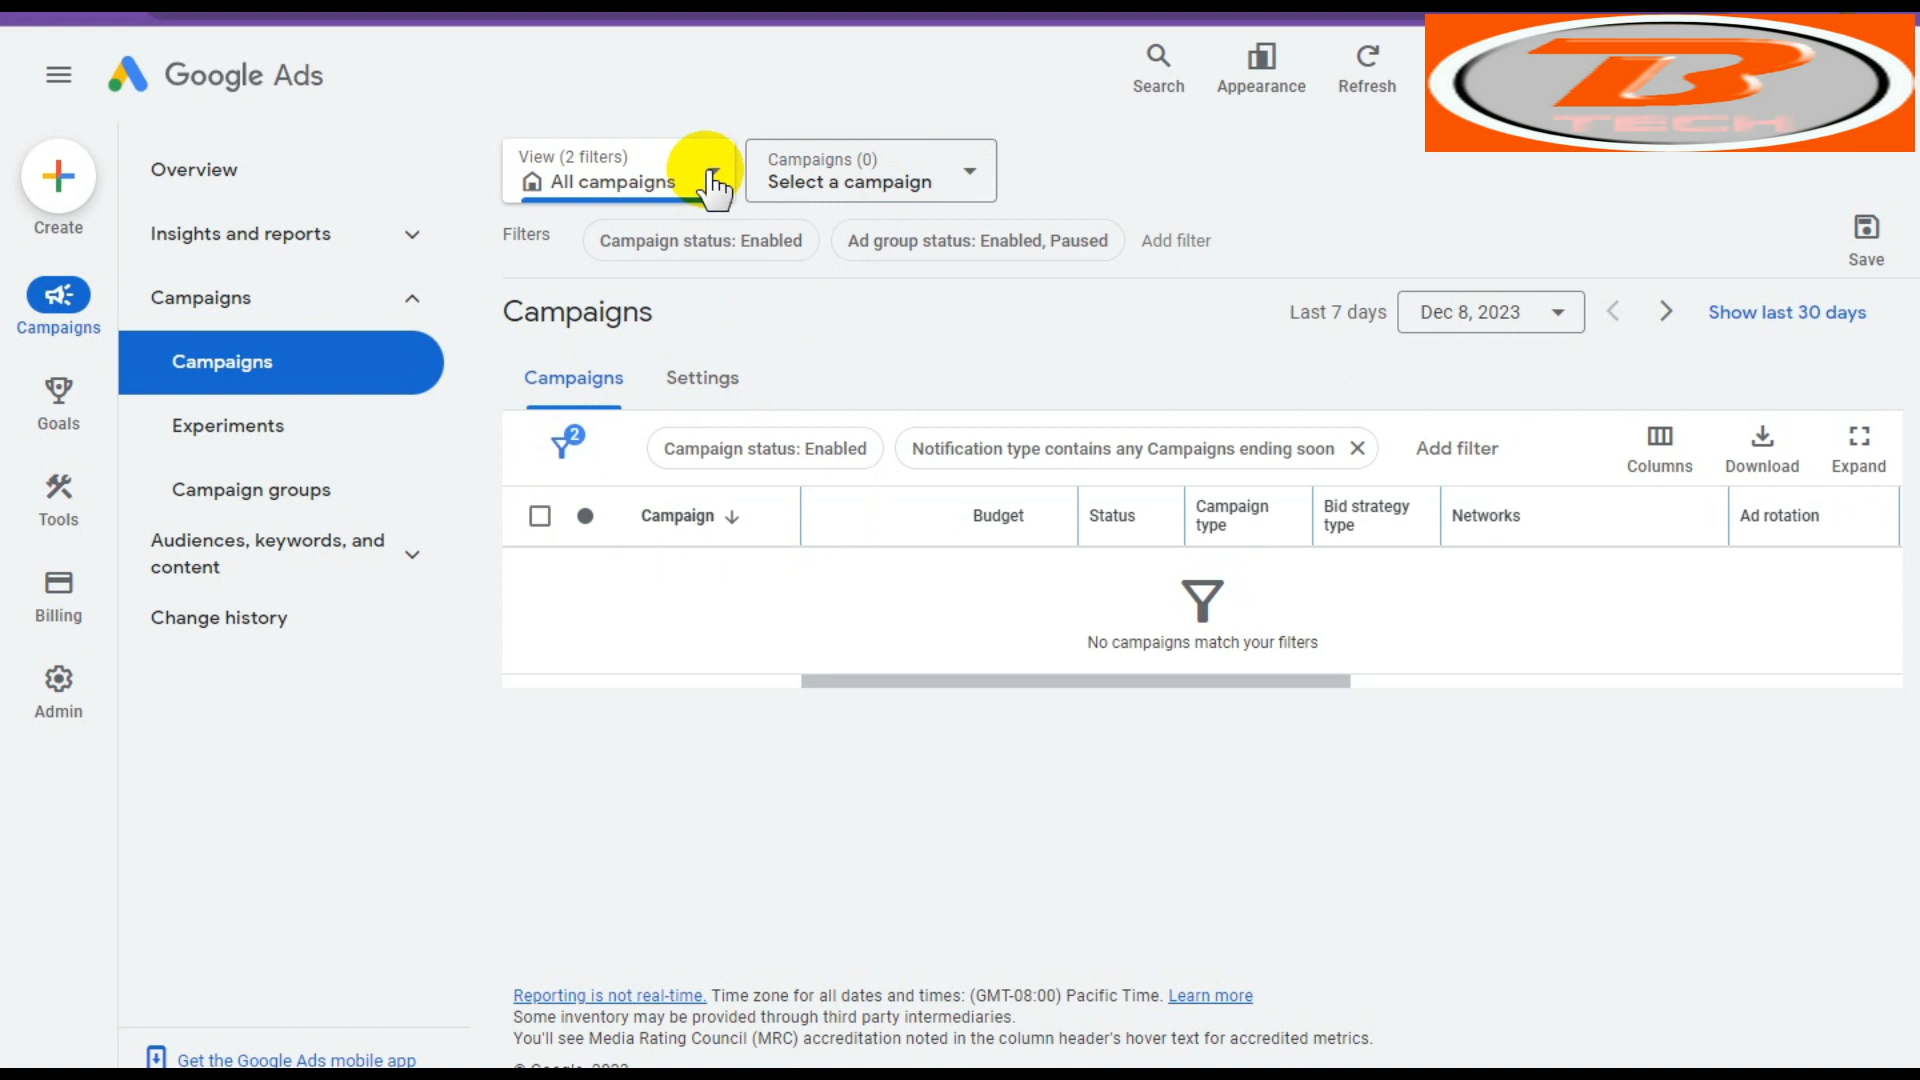 Google Ads
Search
Appearance
Refresh
B
TECH
Create
Campaigns
Goals
Tools
Billing
Admin
Overview
Insights and reports
Campaigns
Campaigns
Experiments
Campaign groups
Audiences, keywords, and
content
Change history
Get the Google Ads mobile app
View (2 filters)
All campaigns
Campaigns (0)
Select a campaign
Filters
Campaign status: Enabled
Ad group status: Enabled, Paused
Add filter
Save
Campaigns
Last 7 days
Dec 8, 2023
Show last 30 days
Campaigns
Settings
2
Campaign status: Enabled
Notification type contains any Campaigns ending soon
Add filter
Columns
Download
Expand
Campaign
Budget
Status
Campaign
type
Bid strategy
type
Networks
Ad rotation
No campaigns match your filters
Reporting is not real-time. Time zone for all dates and times: (GMT-08:00) Pacific Time. Learn more
Some inventory may be provided through third party intermediaries.
You'll see Media Rating Council (MRC) accreditation noted in the column header's hover text for accredited metrics.
© Google, 2023